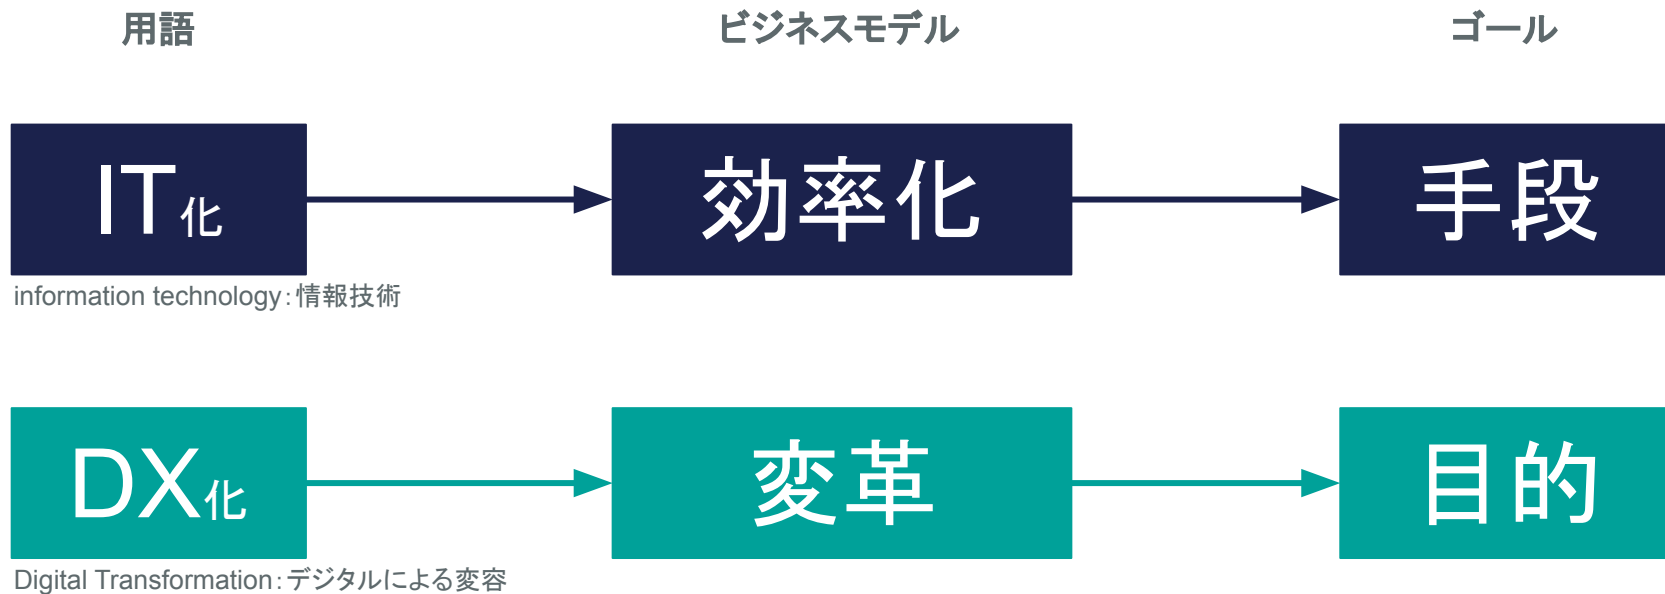 用語 ビジネスモデル ゴール
IT化 効率化 手段
information technology：情報技術
DX化 変革 目的
Digital Transformation：デジタルによる変容